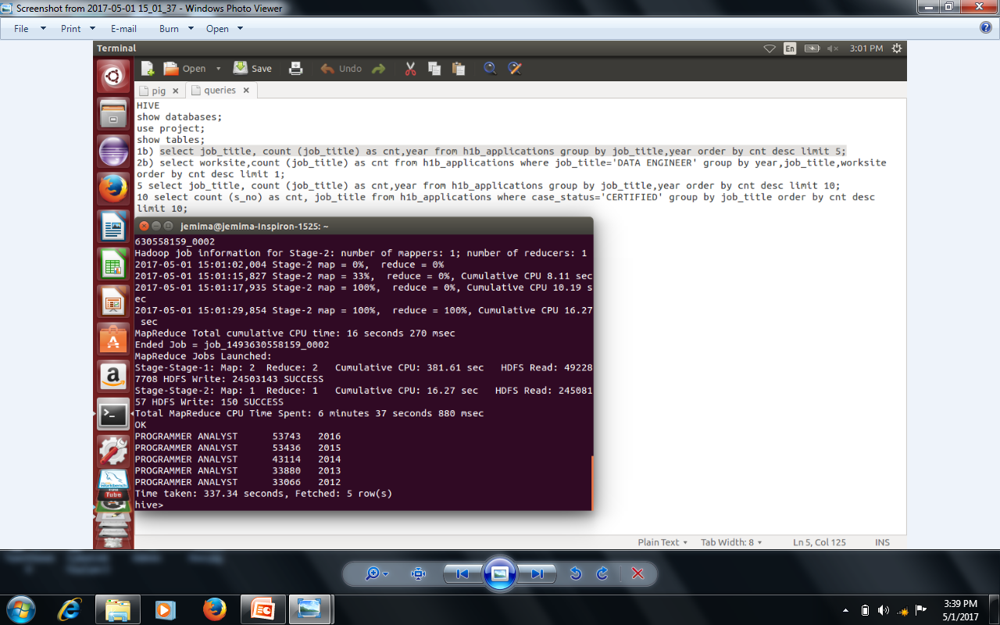 Screenshot from 2017-05-01 15_01_37 - Windows Photo Viewer
File Print E-mail Burn Open
Terminal En 3:01 PM
Open Save Undo
pig queries
HIVE
show databases;
use project;
show tables;
1b) select job_title, count (job_title) as cnt,year from h1b_applications group by job_title,year order by cnt desc limit 5;
2b) select worksite,count (job_title) as cnt from h1b_applications where job_title='DATA ENGINEER' group by year,job_title,worksite
order by cnt desc limit 1;
5 select job_title, count (job_title) as cnt,year from h1b_applications group by job_title,year order by cnt desc limit 10;
10 select count (s_no) as cnt, job_title from h1b_applications where case_status='CERTIFIED' group by job_title order by cnt desc
limit 10;
jemima@jemima-Inspiron-1525: ~
630558159_0002
Hadoop job information for Stage-2: number of mappers: 1; number of reducers: 1
2017-05-01 15:01:02,004 Stage-2 map = 0%,  reduce = 0%
2017-05-01 15:01:15,827 Stage-2 map = 33%,  reduce = 0%, Cumulative CPU 8.11 sec
2017-05-01 15:01:17,935 Stage-2 map = 100%,  reduce = 0%, Cumulative CPU 10.19 s
ec
2017-05-01 15:01:29,854 Stage-2 map = 100%,  reduce = 100%, Cumulative CPU 16.27
 sec
MapReduce Total cumulative CPU time: 16 seconds 270 msec
Ended Job = job_1493630558159_0002
MapReduce Jobs Launched:
Stage-Stage-1: Map: 2  Reduce: 2   Cumulative CPU: 381.61 sec   HDFS Read: 49228
7708 HDFS Write: 24503143 SUCCESS
Stage-Stage-2: Map: 1  Reduce: 1   Cumulative CPU: 16.27 sec   HDFS Read: 245081
57 HDFS Write: 150 SUCCESS
Total MapReduce CPU Time Spent: 6 minutes 37 seconds 880 msec
OK
PROGRAMMER ANALYST 53743 2016
PROGRAMMER ANALYST 53436 2015
PROGRAMMER ANALYST 43114 2014
PROGRAMMER ANALYST 33880 2013
PROGRAMMER ANALYST 33066 2012
Time taken: 337.34 seconds, Fetched: 5 row(s)
hive>
Workbench
You Tube
Plain Text Tab Width: 8 Ln 5, Col 125 INS
3:39 PM
5/1/2017